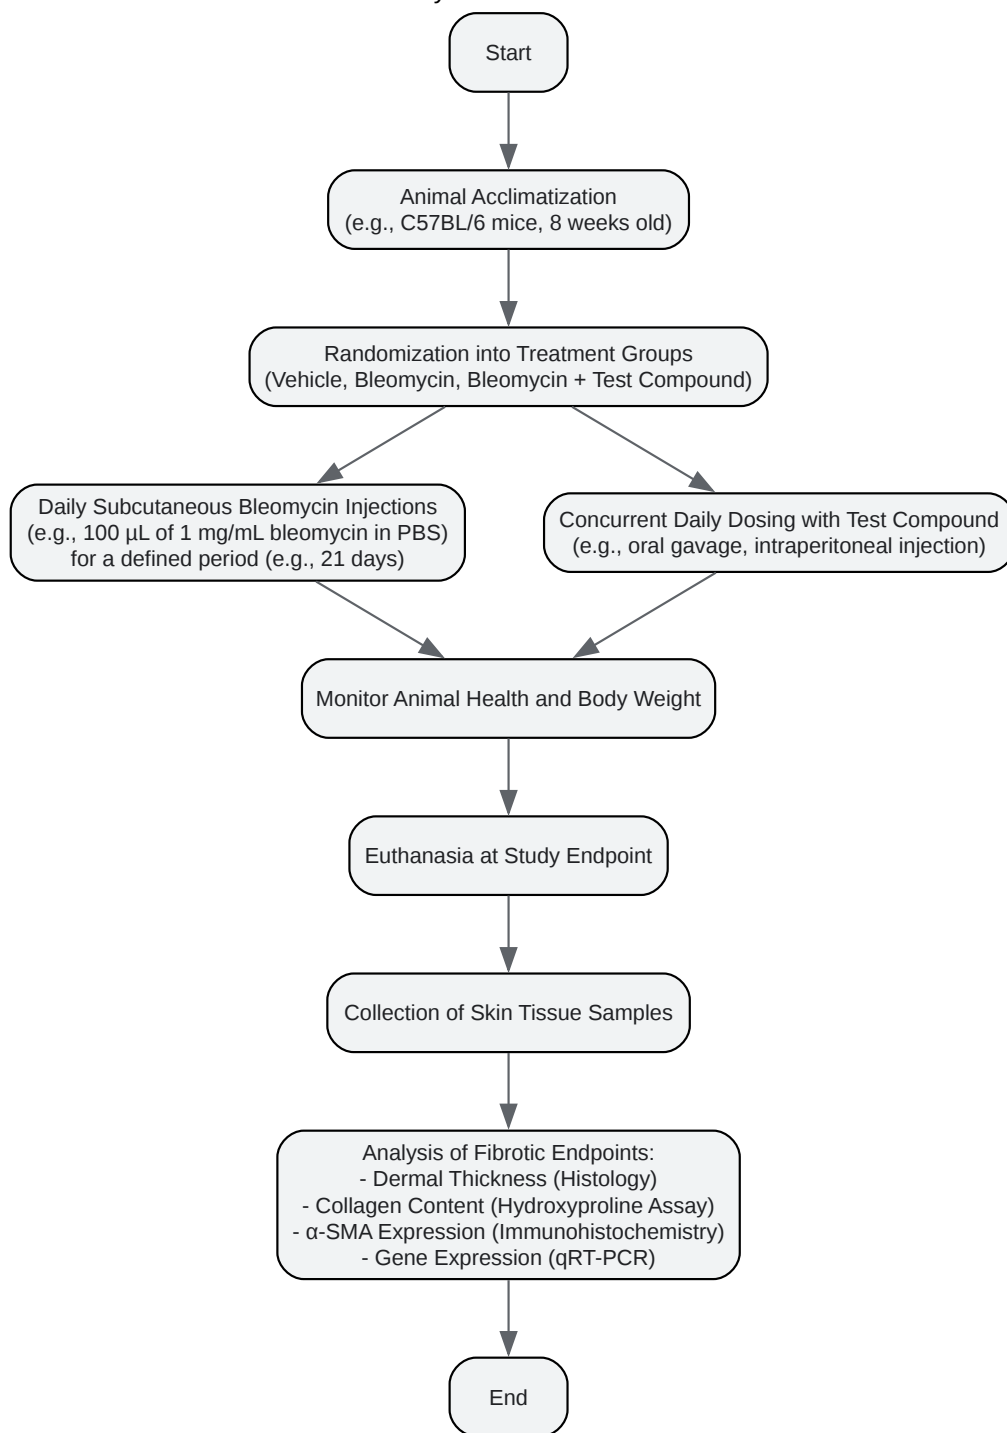 Start
Animal Acclimatization
(e.g., C57BL/6 mice, 8 weeks old)
Randomization into Treatment Groups
(Vehicle, Bleomycin, Bleomycin + Test Compound)
Daily Subcutaneous Bleomycin Injections
(e.g., 100 µL of 1 mg/mL bleomycin in PBS)
for a defined period (e.g., 21 days)
Concurrent Daily Dosing with Test Compound
(e.g., oral gavage, intraperitoneal injection)
Monitor Animal Health and Body Weight
Euthanasia at Study Endpoint
Collection of Skin Tissue Samples
Analysis of Fibrotic Endpoints:
- Dermal Thickness (Histology)
- Collagen Content (Hydroxyproline Assay)
- α-SMA Expression (Immunohistochemistry)
- Gene Expression (qRT-PCR)
End